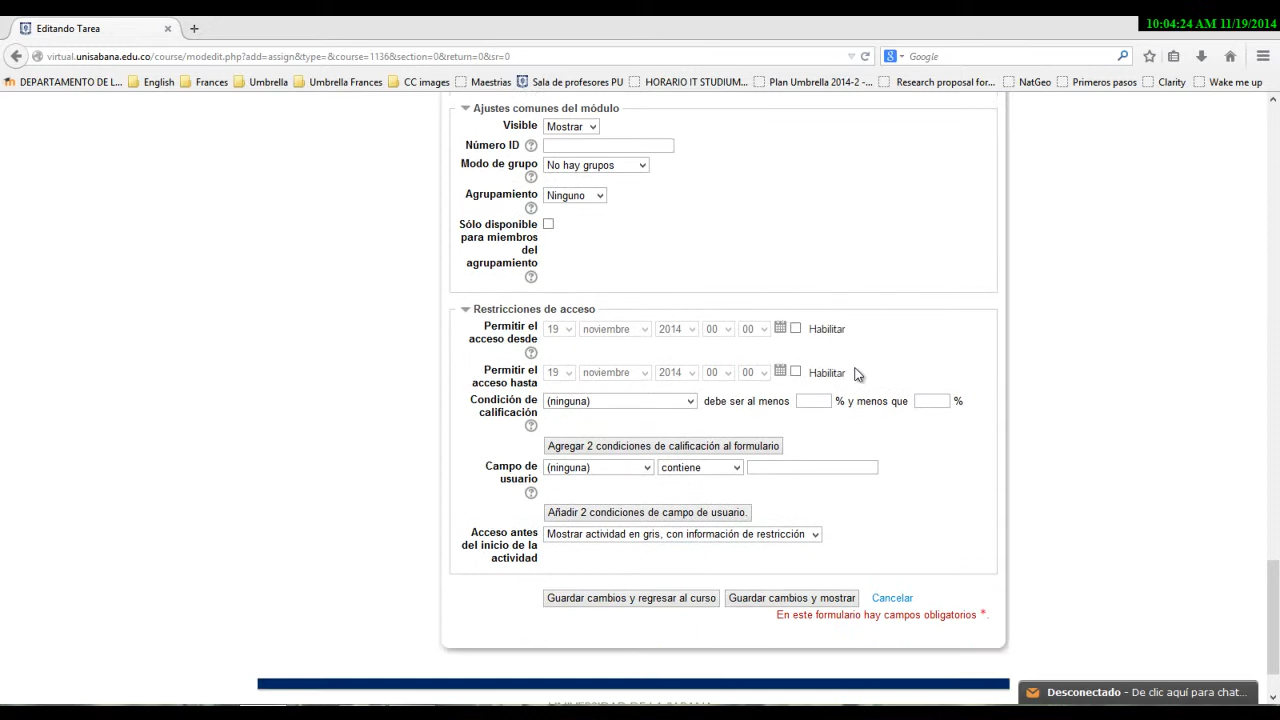 10:04:24 AM 11/19/2014
Editando Tarea
virtual.unisabana.edu.co/course/modedit.php?add=assign&type=&course=1136&section=0&return=0&sr=0
Google
DEPARTAMENTO DE L... English Frances Umbrella Umbrella Frances CC images Maestrias Sala de profesores PU HORARIO IT STUDIUM... Plan Umbrella 2014-2 -... Research proposal for... NatGeo Primeros pasos Clarity Wake me up
Ajustes comunes del módulo
Visible Mostrar
Número ID
Modo de grupo No hay grupos
Agrupamiento Ninguno
Sólo disponible
para miembros
del
agrupamiento
Restricciones de acceso
Permitir el
acceso desde
19 noviembre 2014 00 00 Habilitar
Permitir el
acceso hasta
19 noviembre 2014 00 00 Habilitar
Condición de
calificación
(ninguna) debe ser al menos % y menos que %
Agregar 2 condiciones de calificación al formulario
Campo de
usuario
(ninguna) contiene
Añadir 2 condiciones de campo de usuario.
Acceso antes
del inicio de la
actividad
Mostrar actividad en gris, con información de restricción
Guardar cambios y regresar al curso Guardar cambios y mostrar Cancelar
En este formulario hay campos obligatorios *.
Desconectado - De clic aquí para chat...